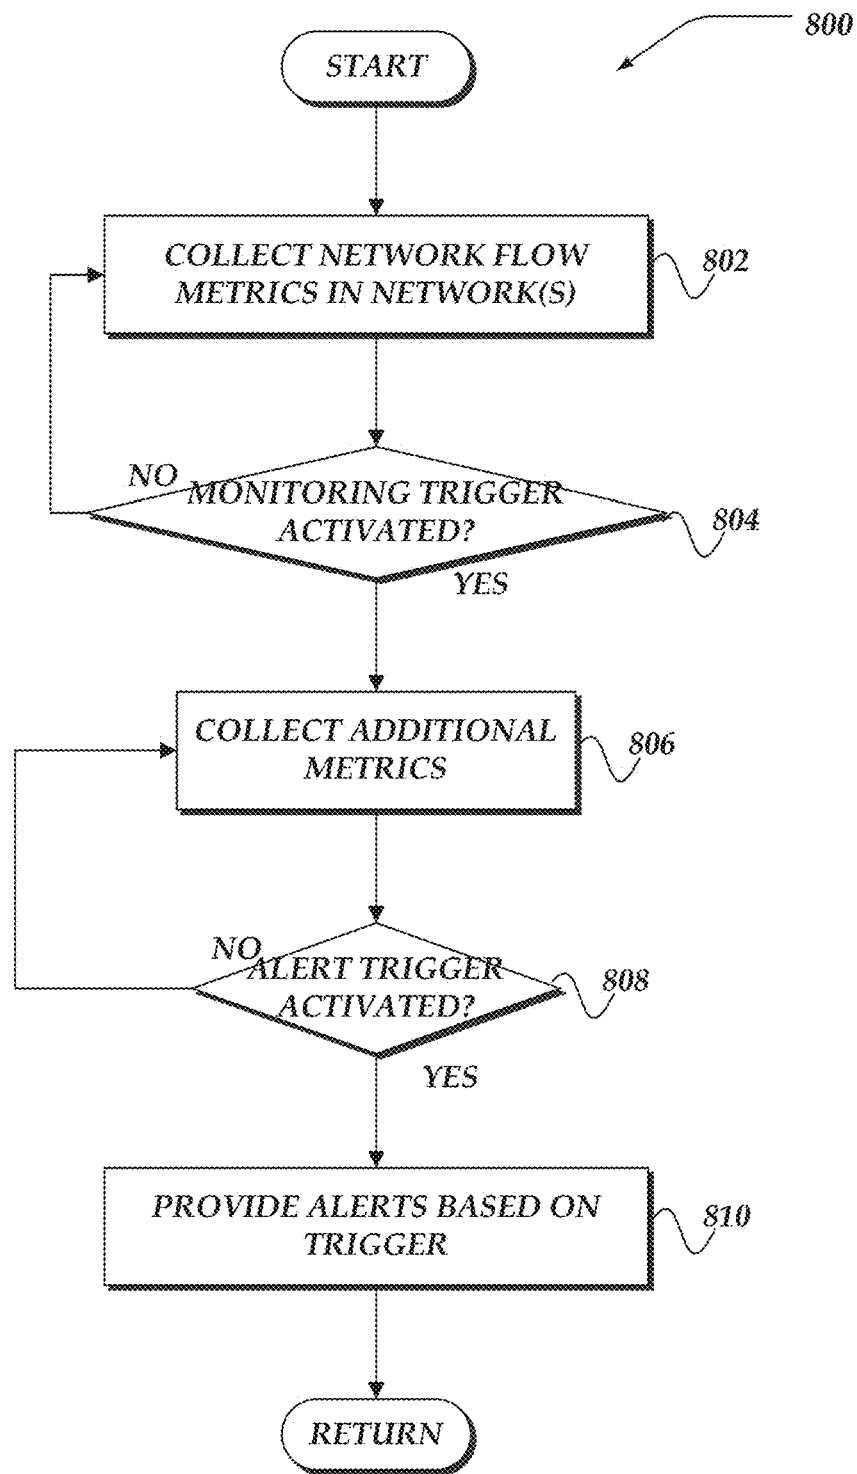 800
START
COLLECT NETWORK FLOW
METRICS IN NETWORK(S)
802
NO
MONITORING TRIGGER
ACTIVATED?
804
YES
COLLECT ADDITIONAL
METRICS
806
NO
ALERT TRIGGER
ACTIVATED?
808
YES
PROVIDE ALERTS BASED ON
TRIGGER
810
RETURN